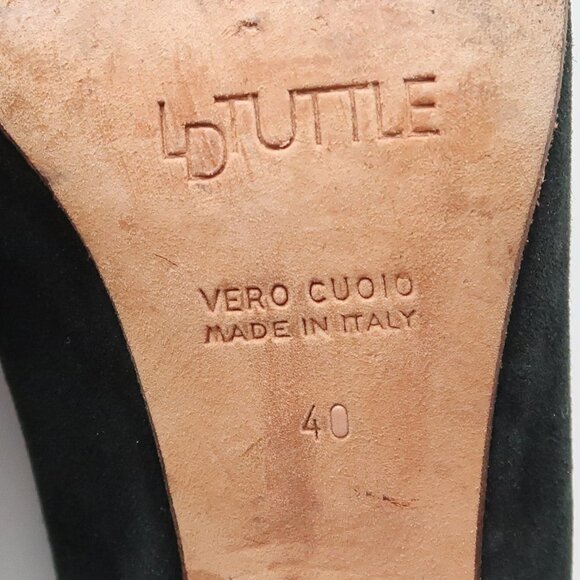 LD TUTTLE
VERO CUOIO
MADE IN ITALY
40